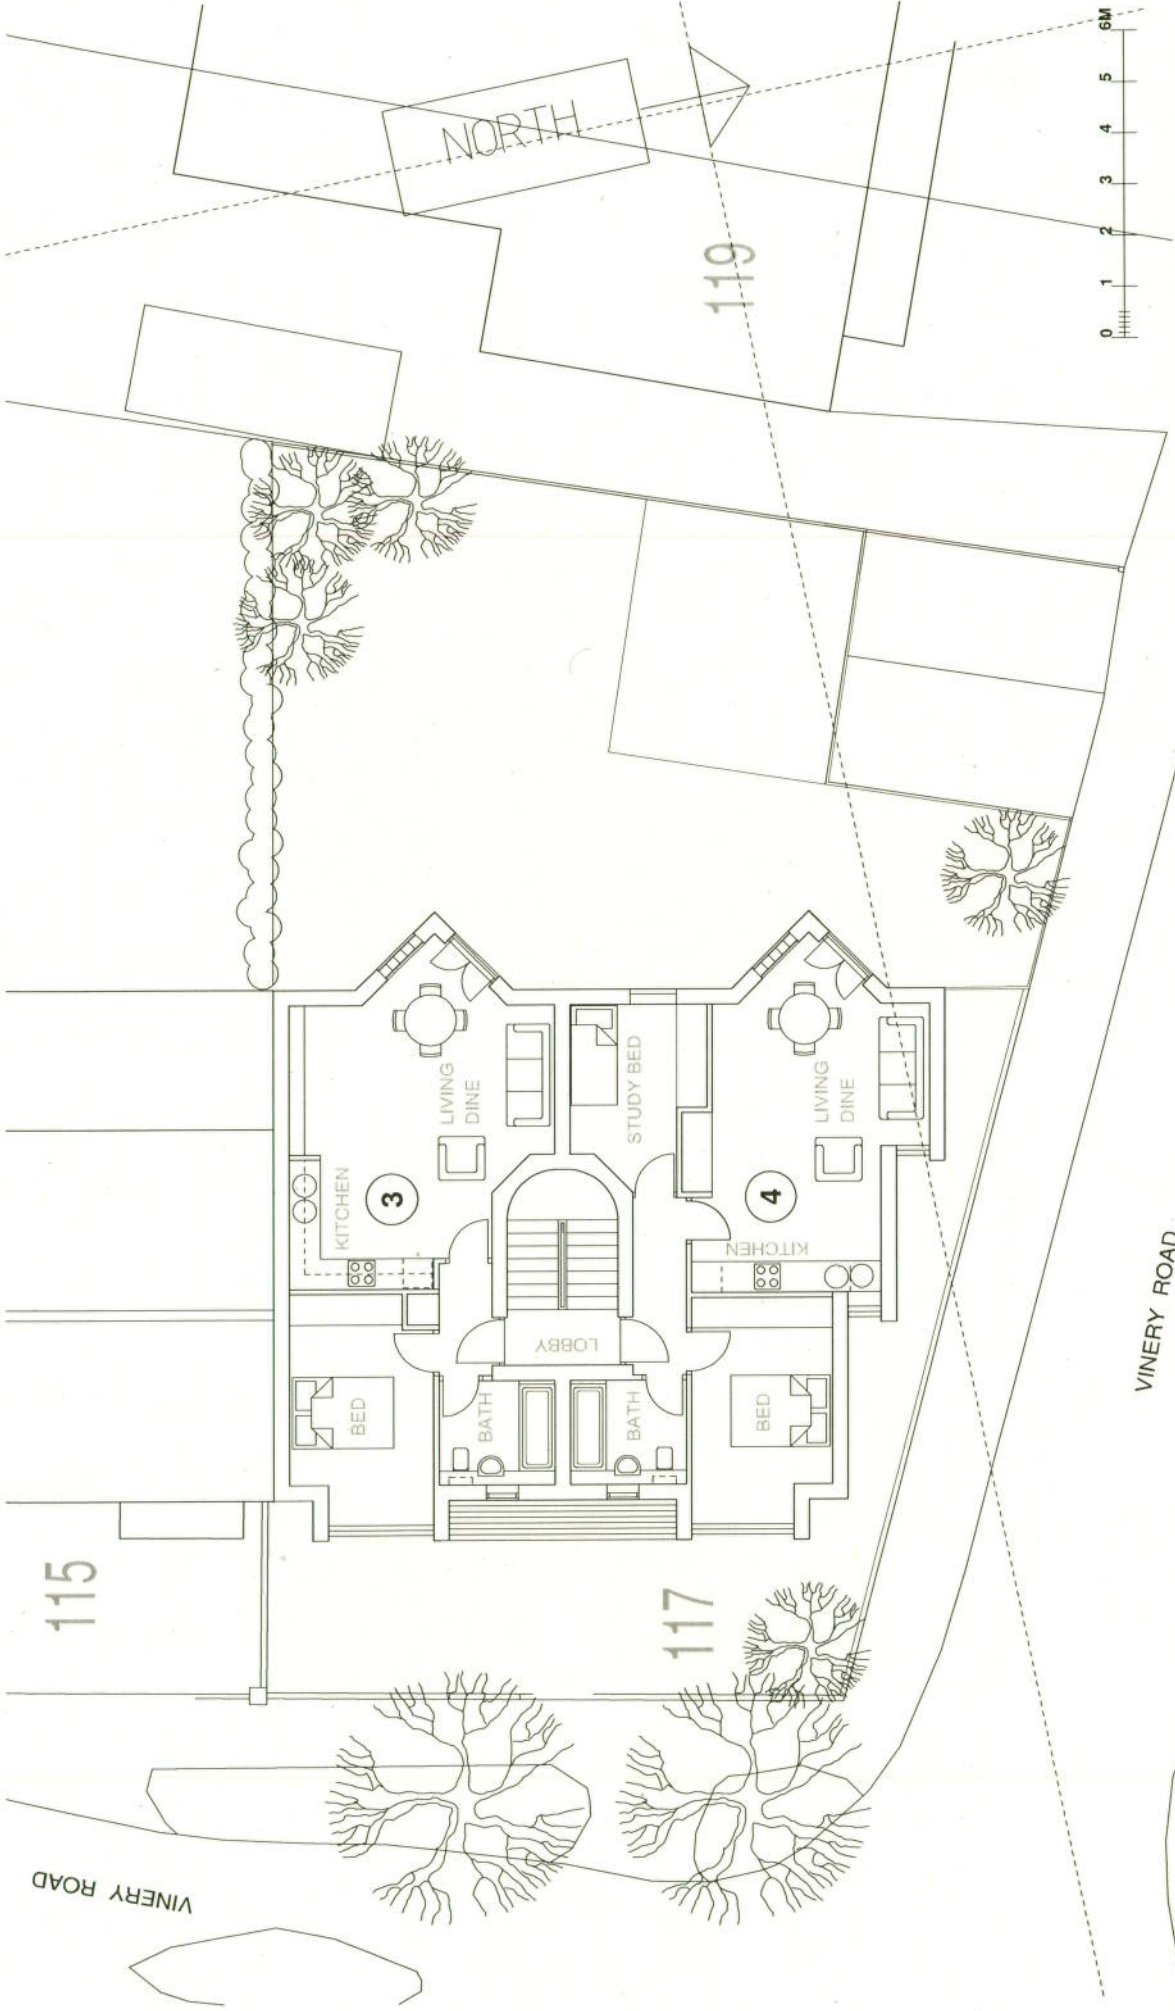 NORTH
119
6M
5
4
3
2
1
0
LIVING
DINE
KITCHEN
3
STUDY BED
LIVING
DINE
KITCHEN
4
LOBBY
BED
BATH
BATH
BED
115
117
VINERY ROAD
VINERY ROAD